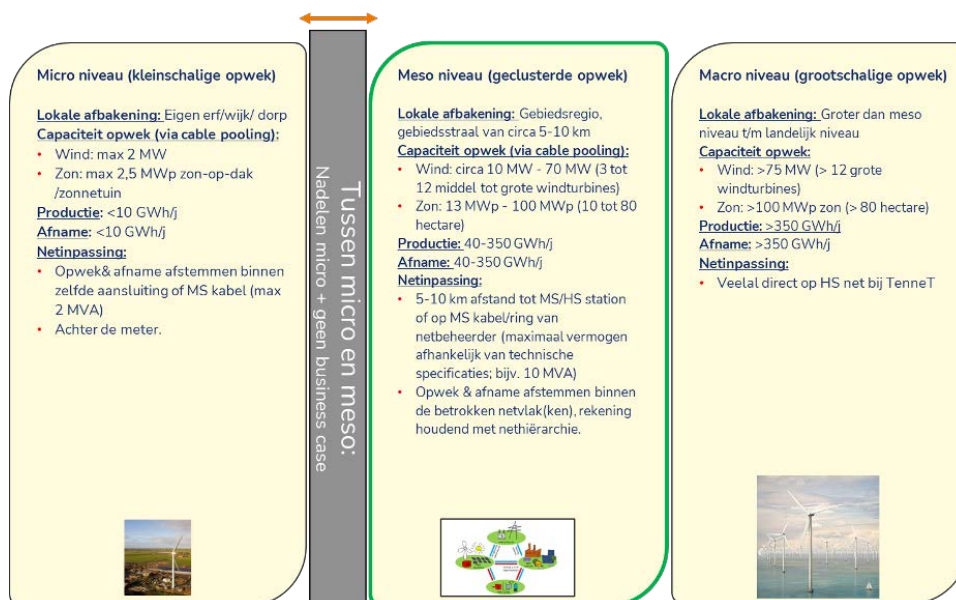 Micro niveau (kleinschalige opwek)
Lokale afbakening: Eigen erf/wijk/ dorp
Capaciteit opwek (via cable pooling):
• Wind: max 2 MW
• Zon: max 2,5 MWp zon-op-dak
/zonnetuin
Productie: <10 GWh/j
Afname: <10 GWh/j
Netinpassing:
• Opwek& afname afstemmen binnen
zelfde aansluiting of MS kabel (max
2 MVA)
• Achter de meter.
Tussen micro en meso:
Nadelen micro + geen business case
Meso niveau (geclusterde opwek)
Lokale afbakening: Gebiedsregio,
gebiedsstraal van circa 5-10 km
Capaciteit opwek (via cable pooling):
• Wind: circa 10 MW - 70 MW (3 tot
12 middel tot grote windturbines)
• Zon: 13 MWp - 100 MWp (10 tot 80
hectare)
Productie: 40-350 GWh/j
Afname: 40-350 GWh/j
Netinpassing:
• 5-10 km afstand tot MS/HS station
of op MS kabel/ring van
netbeheerder (maximaal vermogen
afhankelijk van technische
specificaties; bijv. 10 MVA)
• Opwek & afname afstemmen binnen
de betrokken netvlak(ken), rekening
houdend met nethiërarchie.
Macro niveau (grootschalige opwek)
Lokale afbakening: Groter dan meso
niveau t/m landelijk niveau
Capaciteit opwek:
• Wind: >75 MW (> 12 grote
windturbines)
• Zon: >100 MWp zon (> 80 hectare)
Productie: >350 GWh/j
Afname: >350 GWh/j
Netinpassing:
• Veelal direct op HS net bij TenneT